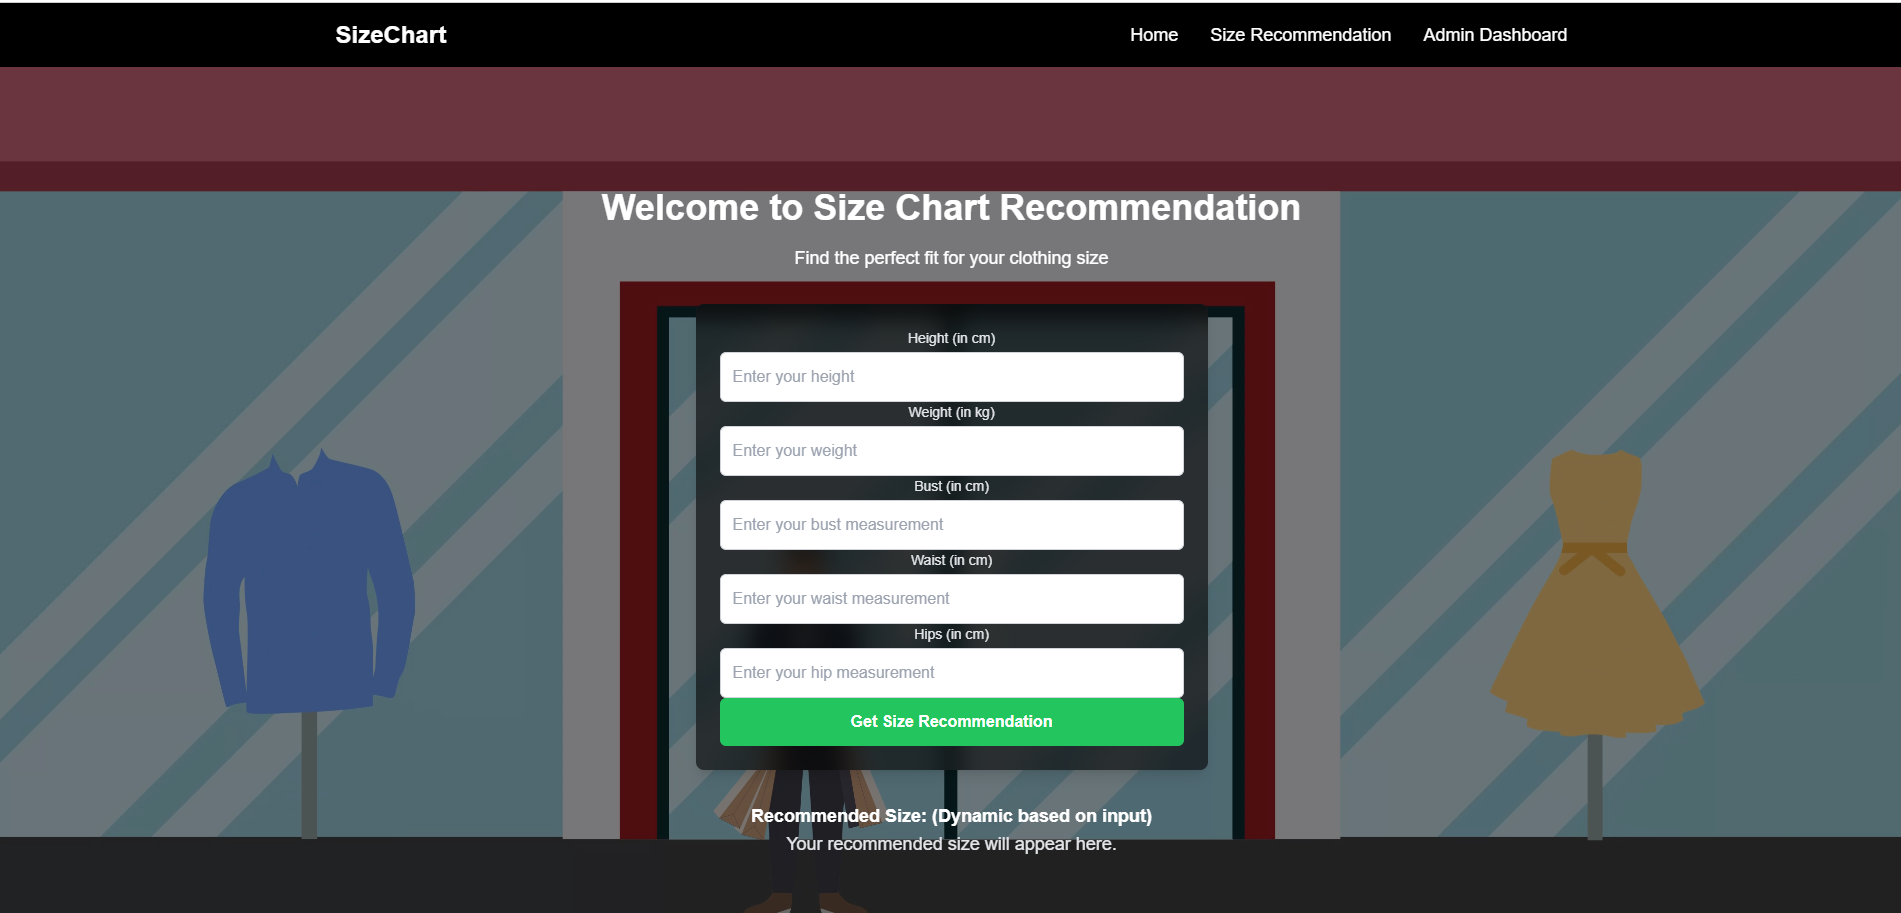 SizeChart
Home Size Recommendation Admin Dashboard
Welcome to Size Chart Recommendation
Find the perfect fit for your clothing size
Height (in cm)
Enter your height
Weight (in kg)
Enter your weight
Bust (in cm)
Enter your bust measurement
Waist (in cm)
Enter your waist measurement
Hips (in cm)
Enter your hip measurement
Get Size Recommendation
Recommended Size: (Dynamic based on input)
Your recommended size will appear here.